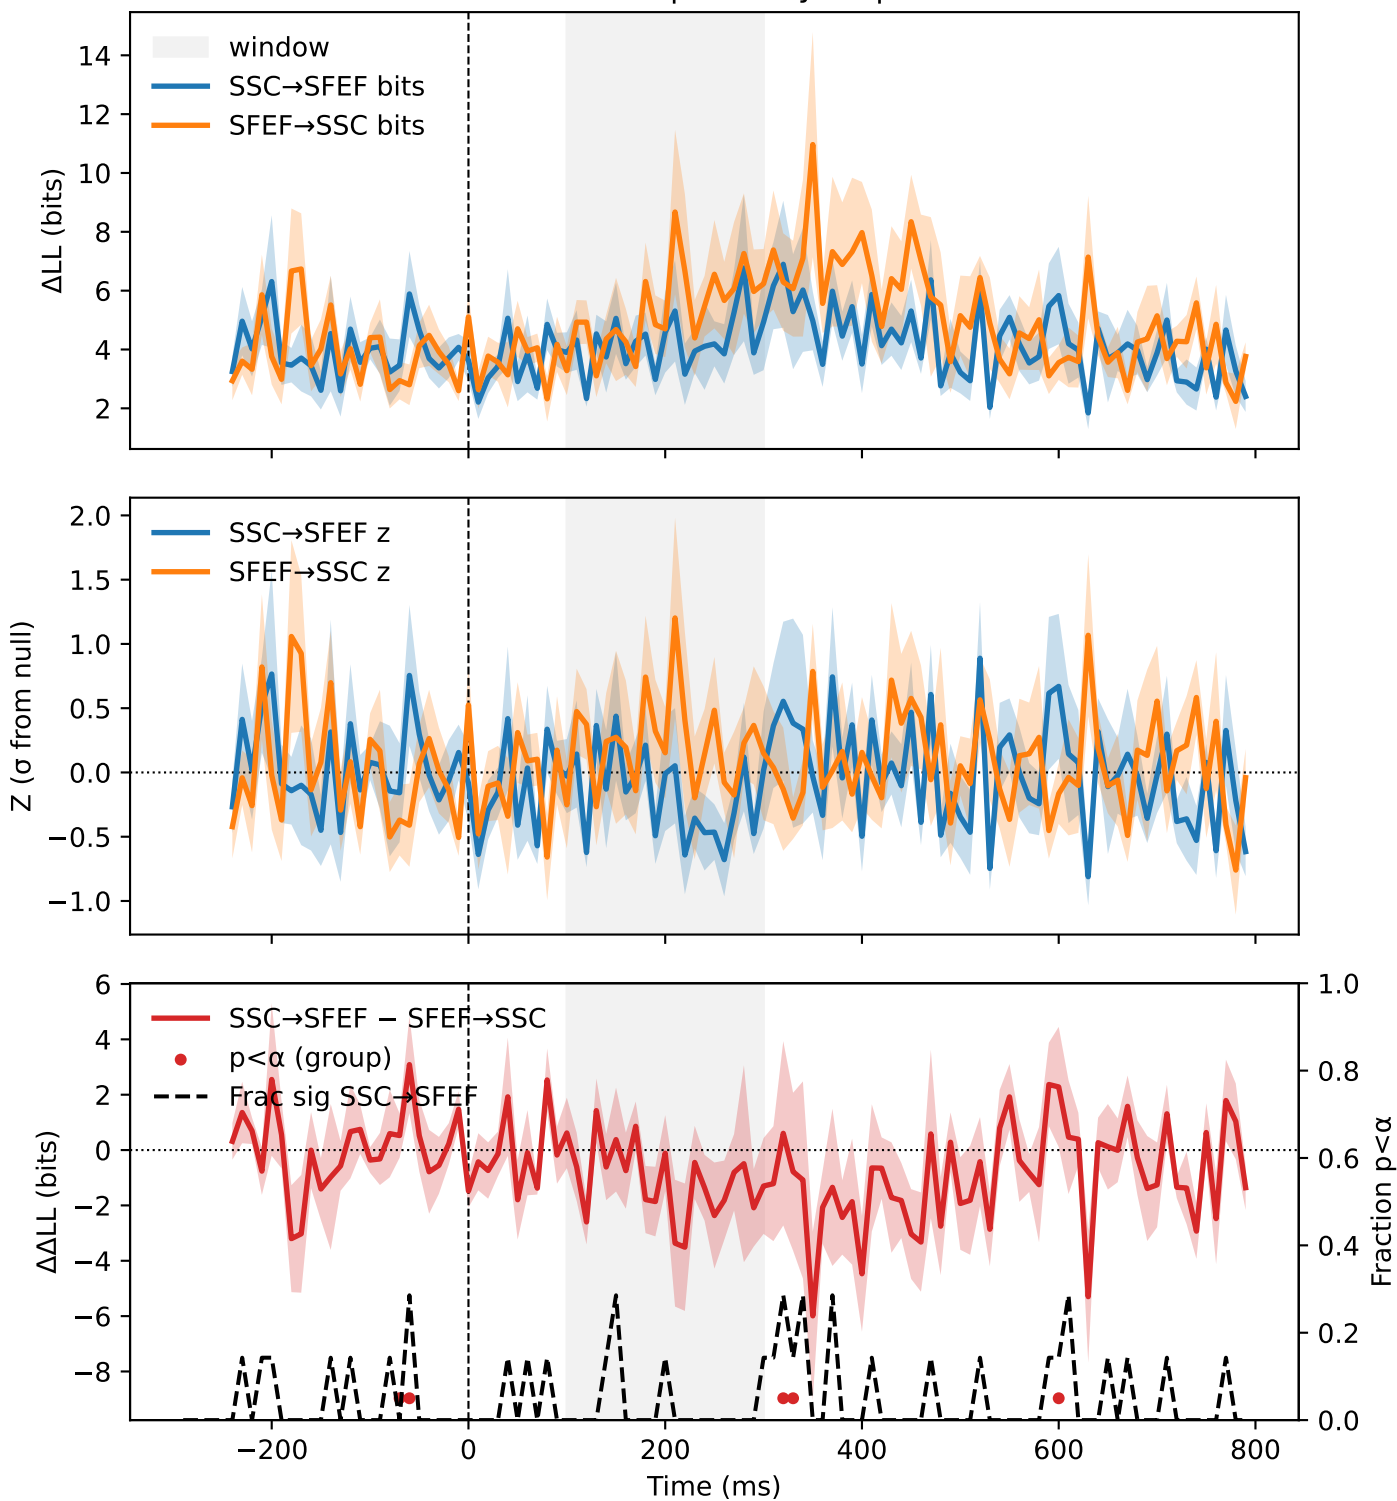 14
12
10
8
6
4
2
ΔLL (bits)
window
SSC→SFEF bits
SFEF→SSC bits
2.0
1.5
1.0
0.5
0.0
−0.5
−1.0
Z (σ from null)
SSC→SFEF z
SFEF→SSC z
6
4
2
0
−2
−4
−6
−8
ΔΔLL (bits)
SSC→SFEF − SFEF→SSC
p<α (group)
Frac sig SSC→SFEF
1.0
0.8
0.6
0.4
0.2
0.0
Fraction p<α
−200
0
200
400
600
800
Time (ms)